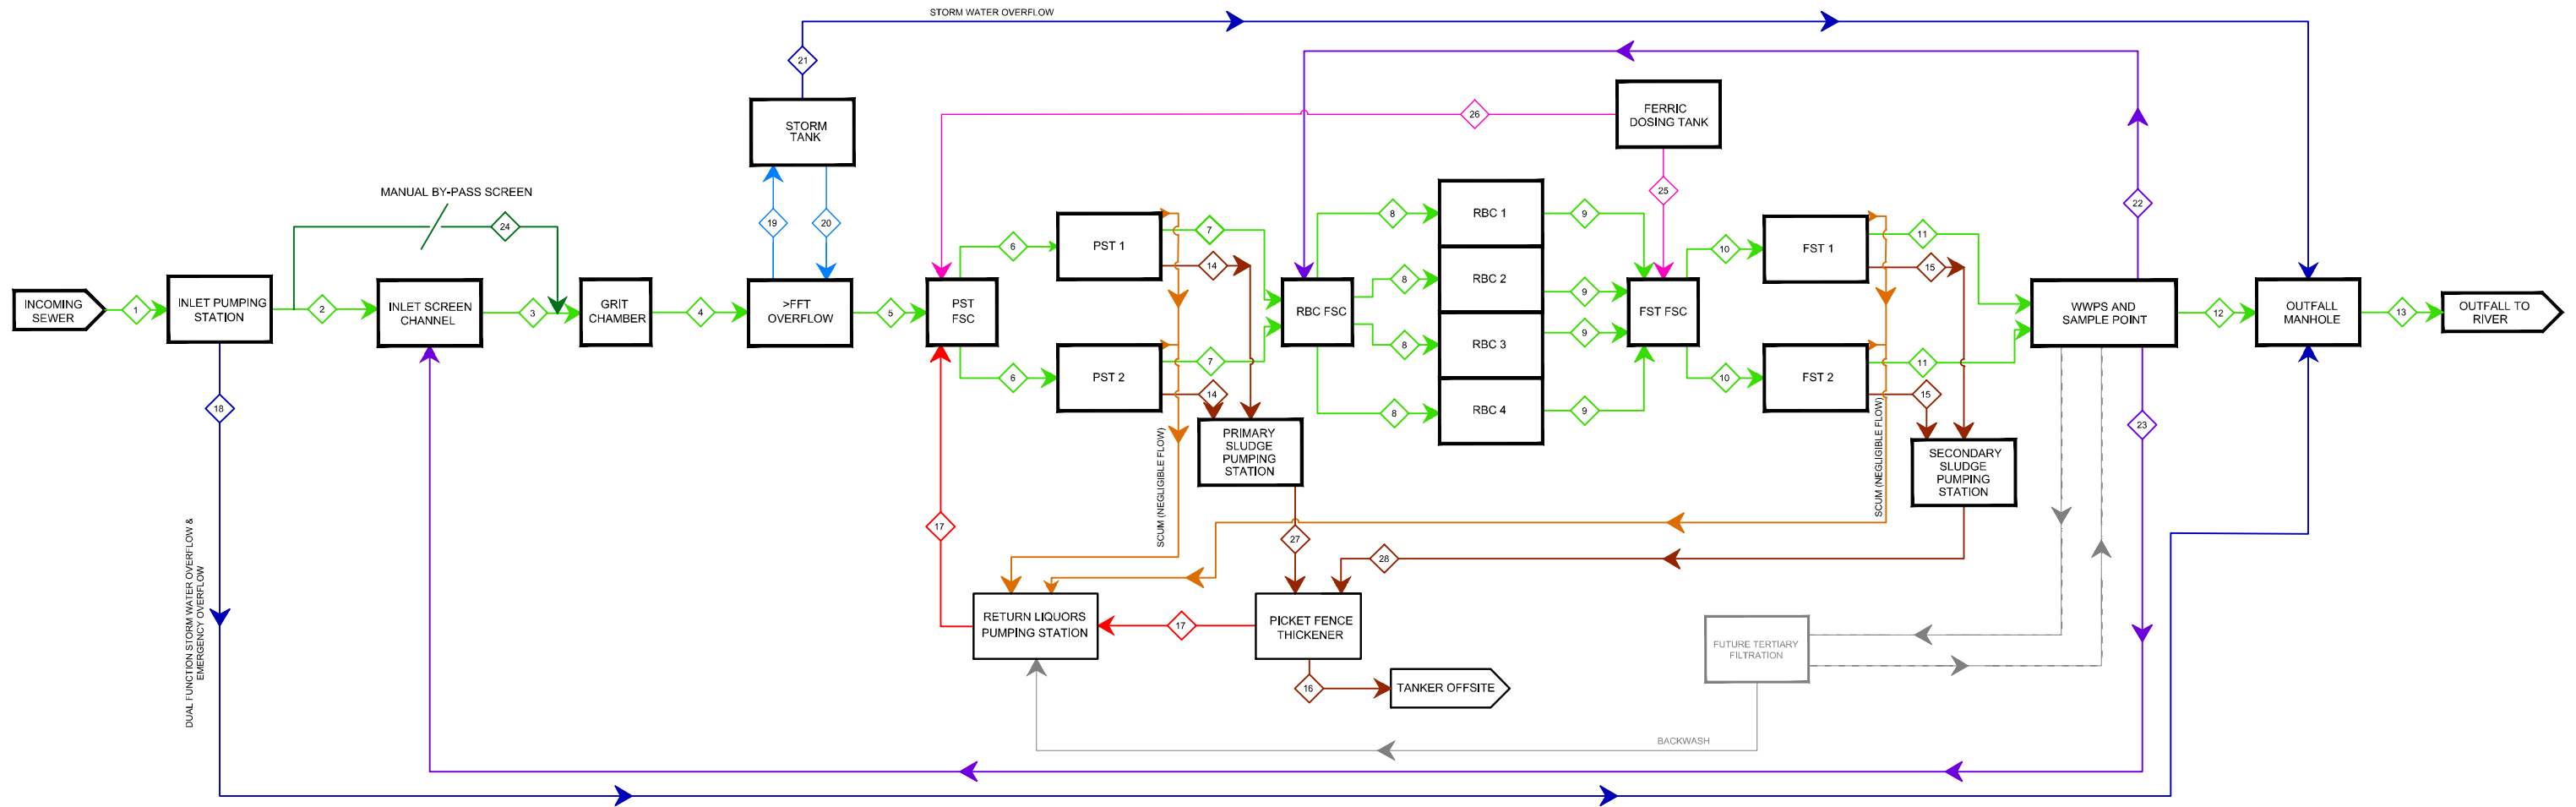 STORM WATER OVERFLOW
21
STORM
TANK
26
FERRIC
DOSING TANK
MANUAL BY-PASS SCREEN
24
19
20
25
22
INCOMING
SEWER
1
INLET PUMPING
STATION
2
INLET SCREEN
CHANNEL
3
GRIT
CHAMBER
4
>FFT
OVERFLOW
5
PST
FSC
6
6
PST 1
PST 2
7
14
7
14
RBC FSC
8
8
8
8
RBC 1
RBC 2
RBC 3
RBC 4
9
9
9
9
FST FSC
10
10
FST 1
FST 2
11
15
11
15
WWPS AND
SAMPLE POINT
12
OUTFALL
MANHOLE
13
OUTFALL TO
RIVER
18
23
SCUM (NEGLIGIBLE FLOW)
PRIMARY
SLUDGE
PUMPING
STATION
SCUM (NEGLIGIBLE FLOW)
SECONDARY
SLUDGE
PUMPING
STATION
17
27
28
DUAL FUNCTION STORM WATER OVERFLOW &
EMERGENCY OVERFLOW
RETURN LIQUORS
PUMPING STATION
17
PICKET FENCE
THICKENER
16
TANKER OFFSITE
FUTURE TERTIARY
FILTRATION
BACKWASH